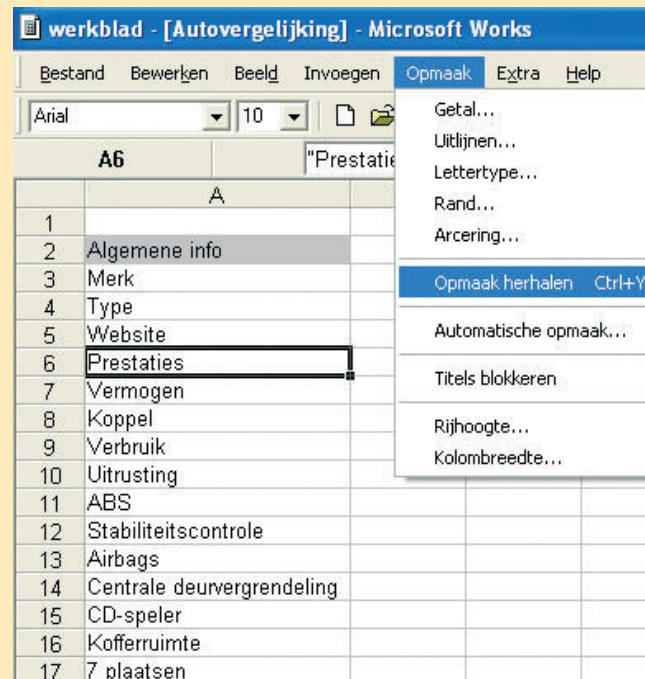 werkblad - [Autovergelijking] - Microsoft Works
Bestand Bewerken Beeld Invoegen Opmaak Extra Help
Arial 10
A6 "Prestatie
Getal...
Uitlijnen...
Lettertype...
Rand...
Arcering...
Opmaak herhalen Ctrl+Y
Automatische opmaak...
Titels blokkeren
Rijhoogte...
Kolombreedte...
A
1
2 Algemene info
3 Merk
4 Type
5 Website
6 Prestaties
7 Vermogen
8 Koppel
9 Verbruik
10 Uitrusting
11 ABS
12 Stabiliteitscontrole
13 Airbags
14 Centrale deurvergrendeling
15 CD-speler
16 Kofferruimte
17 7 plaatsen